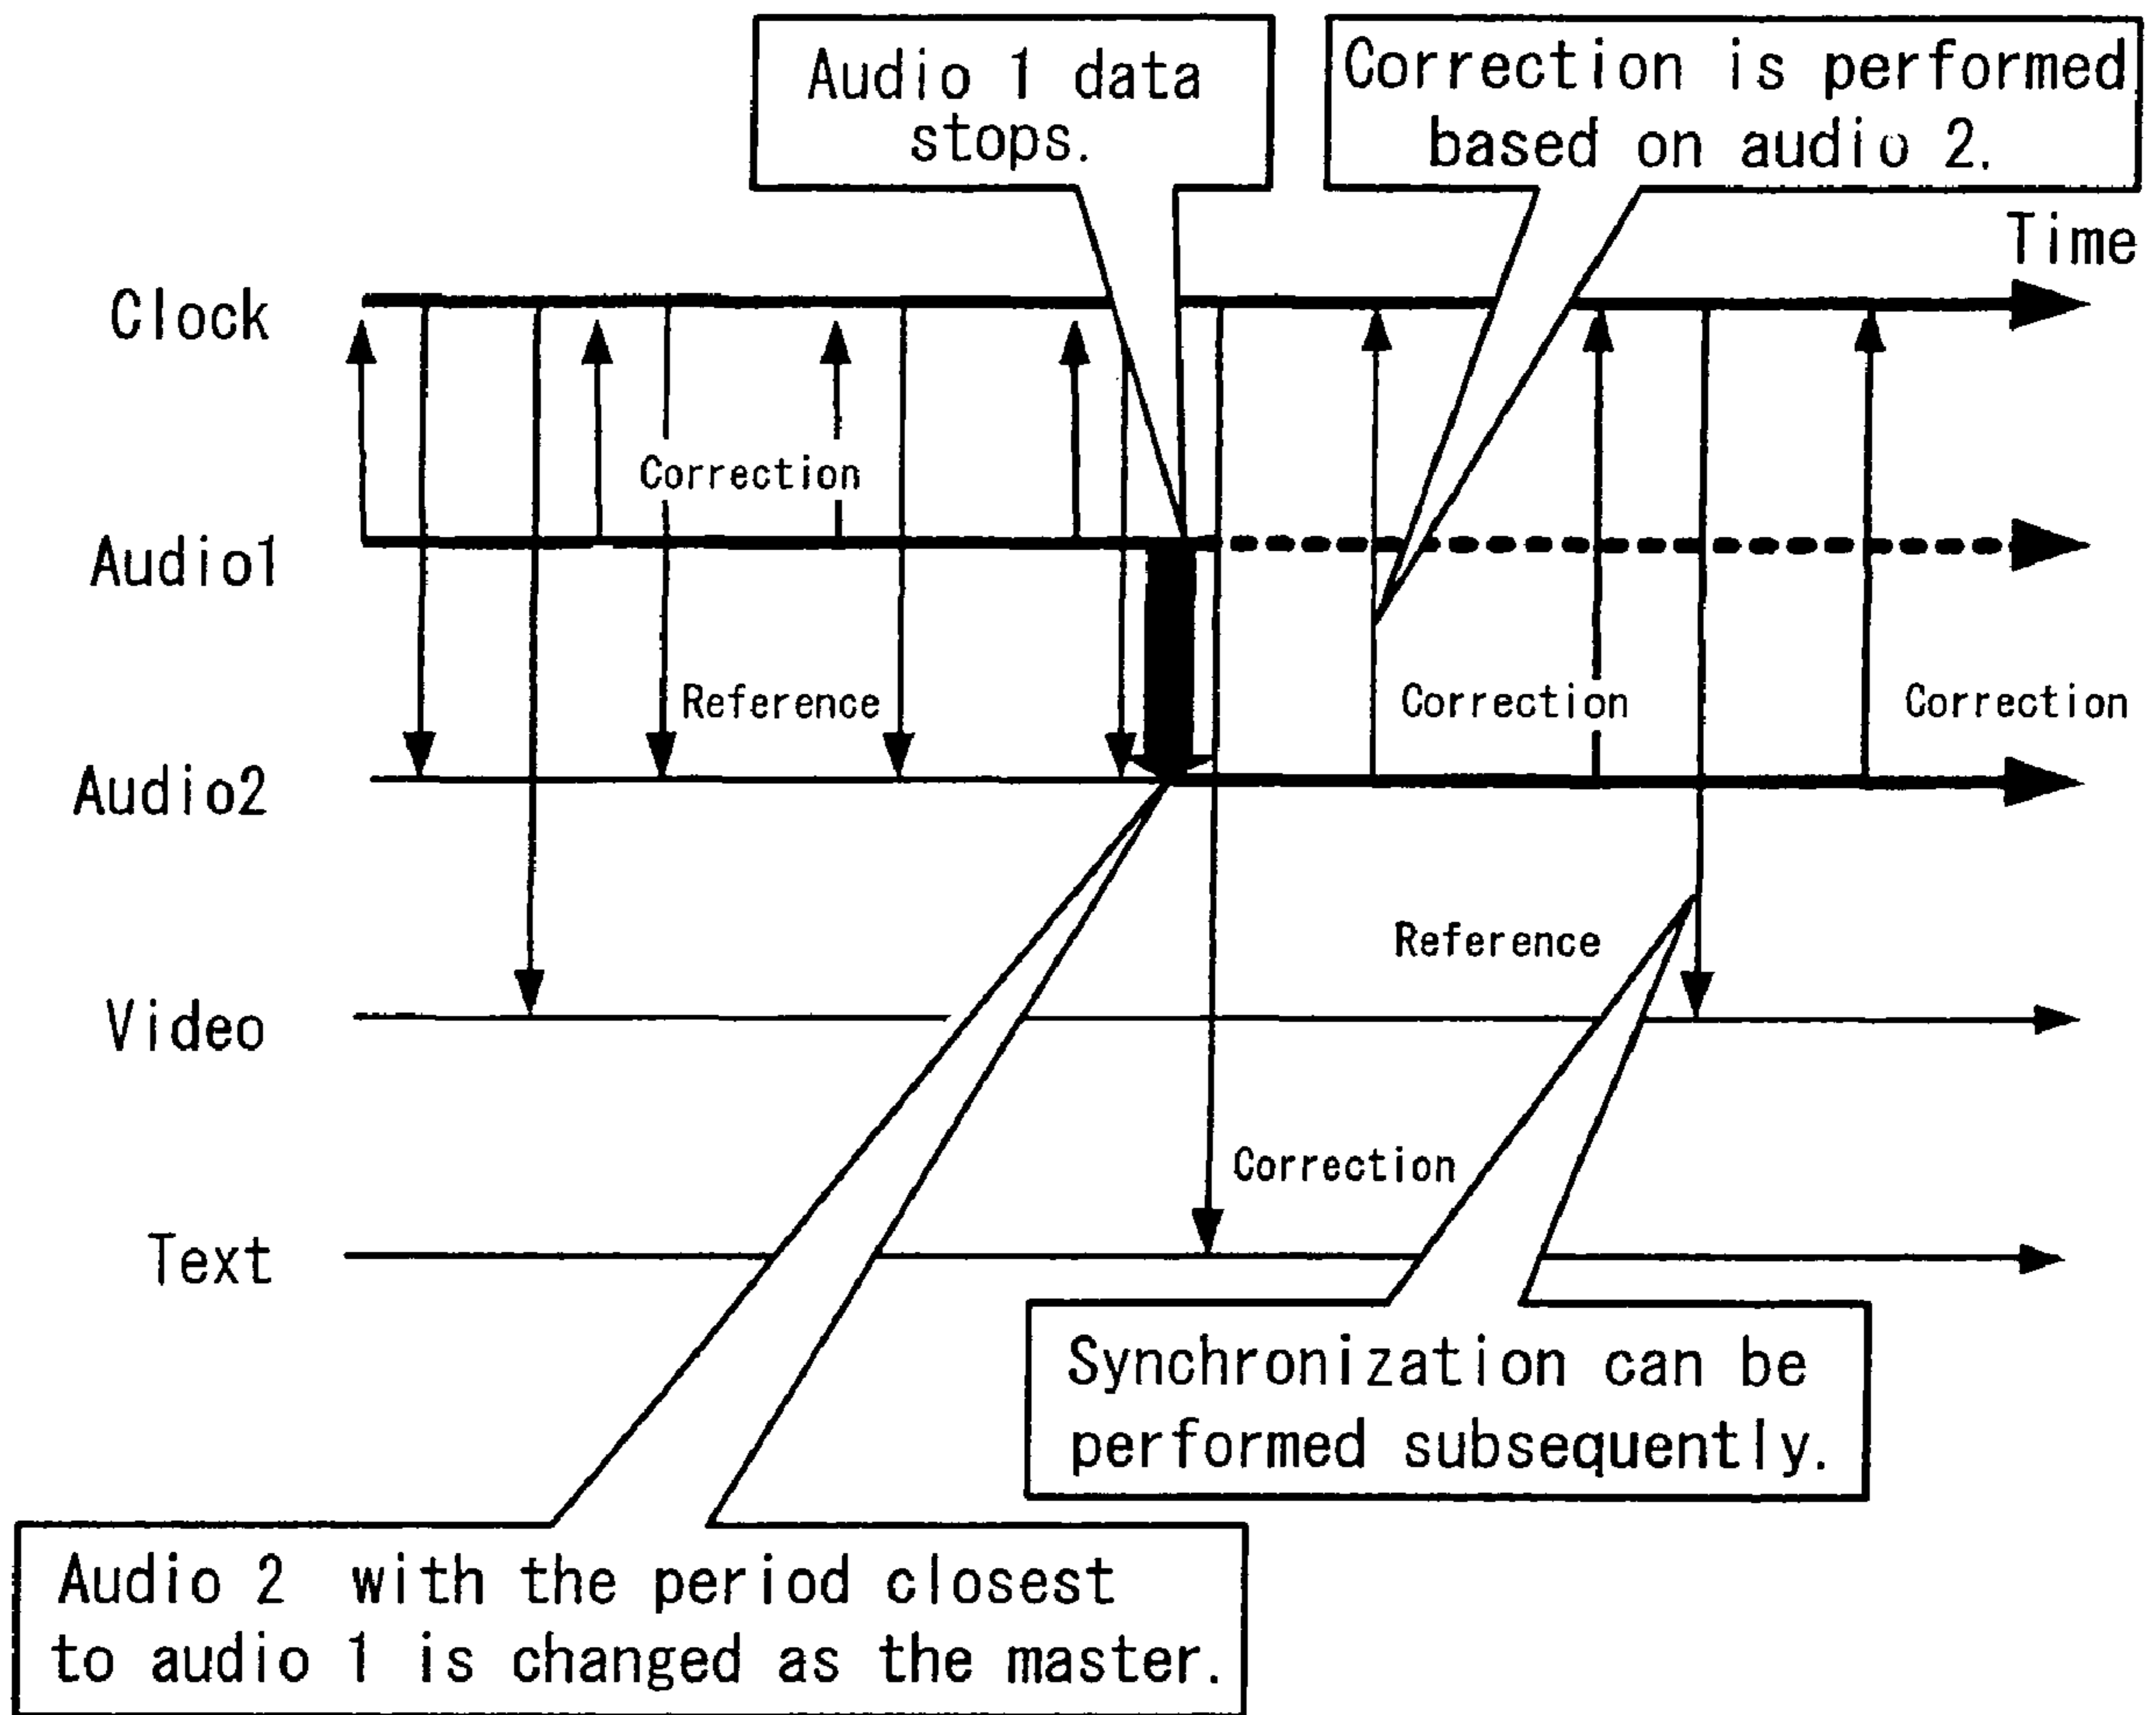 Audio 1 data
stops.
Correction is performed
based on audio 2.
Time
Clock
Correction
Audio1
Reference
Correction
Correction
Audio2
Reference
Video
Correction
Text
Synchronization can be
performed subsequently.
Audio 2 with the period closest
to audio 1 is changed as the master.